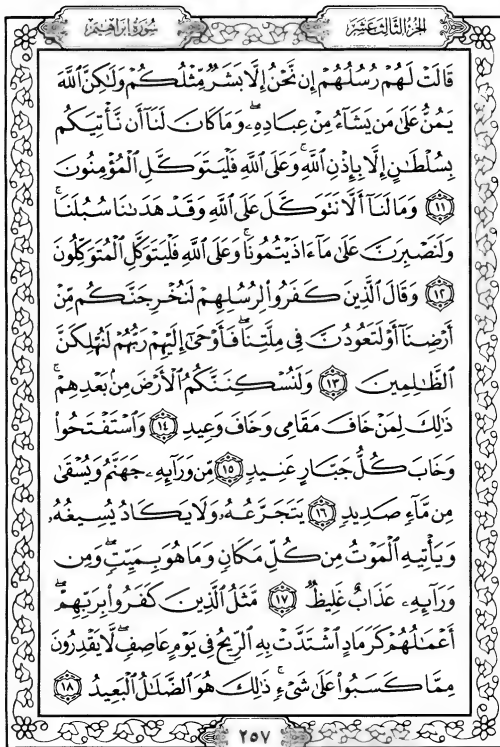 الجزء الثالث عشر
سورة إبراهيم
قَالَتْ لَهُمْ رُسُلُهُمْ إِن نَّحْنُ إِلَّا بَشَرٌ مِّثْلُكُمْ وَلَٰكِنَّ ٱللَّهَ
يَمُنُّ عَلَىٰ مَن يَشَآءُ مِنْ عِبَادِهِۦ ۖ وَمَا كَانَ لَنَآ أَن نَّأْتِيَكُم
بِسُلْطَٰنٍ إِلَّا بِإِذْنِ ٱللَّهِ ۚ وَعَلَى ٱللَّهِ فَلْيَتَوَكَّلِ ٱلْمُؤْمِنُونَ
١١ وَمَا لَنَآ أَلَّا نَتَوَكَّلَ عَلَى ٱللَّهِ وَقَدْ هَدَىٰنَا سُبُلَنَا ۚ
وَلَنَصْبِرَنَّ عَلَىٰ مَآ ءَاذَيْتُمُونَا ۚ وَعَلَى ٱللَّهِ فَلْيَتَوَكَّلِ ٱلْمُتَوَكِّلُونَ
١٢ وَقَالَ ٱلَّذِينَ كَفَرُوا۟ لِرُسُلِهِمْ لَنُخْرِجَنَّكُم مِّنْ
أَرْضِنَآ أَوْ لَتَعُودُنَّ فِى مِلَّتِنَا ۖ فَأَوْحَىٰٓ إِلَيْهِمْ رَبُّهُمْ لَنُهْلِكَنَّ
ٱلظَّٰلِمِينَ ١٣ وَلَنُسْكِنَنَّكُمُ ٱلْأَرْضَ مِنۢ بَعْدِهِمْ ۚ
ذَٰلِكَ لِمَنْ خَافَ مَقَامِى وَخَافَ وَعِيدِ ١٤ وَٱسْتَفْتَحُوا۟
وَخَابَ كُلُّ جَبَّارٍ عَنِيدٍ ١٥ مِّن وَرَآئِهِۦ جَهَنَّمُ وَيُسْقَىٰ
مِن مَّآءٍ صَدِيدٍ ١٦ يَتَجَرَّعُهُۥ وَلَا يَكَادُ يُسِيغُهُۥ
وَيَأْتِيهِ ٱلْمَوْتُ مِن كُلِّ مَكَانٍ وَمَا هُوَ بِمَيِّتٍ ۖ وَمِن
وَرَآئِهِۦ عَذَابٌ غَلِيظٌ ١٧ مَّثَلُ ٱلَّذِينَ كَفَرُوا۟ بِرَبِّهِمْ ۖ
أَعْمَٰلُهُمْ كَرَمَادٍ ٱشْتَدَّتْ بِهِ ٱلرِّيحُ فِى يَوْمٍ عَاصِفٍ ۖ لَّا يَقْدِرُونَ
مِمَّا كَسَبُوا۟ عَلَىٰ شَىْءٍ ۚ ذَٰلِكَ هُوَ ٱلضَّلَٰلُ ٱلْبَعِيدُ ١٨
٢٥٧